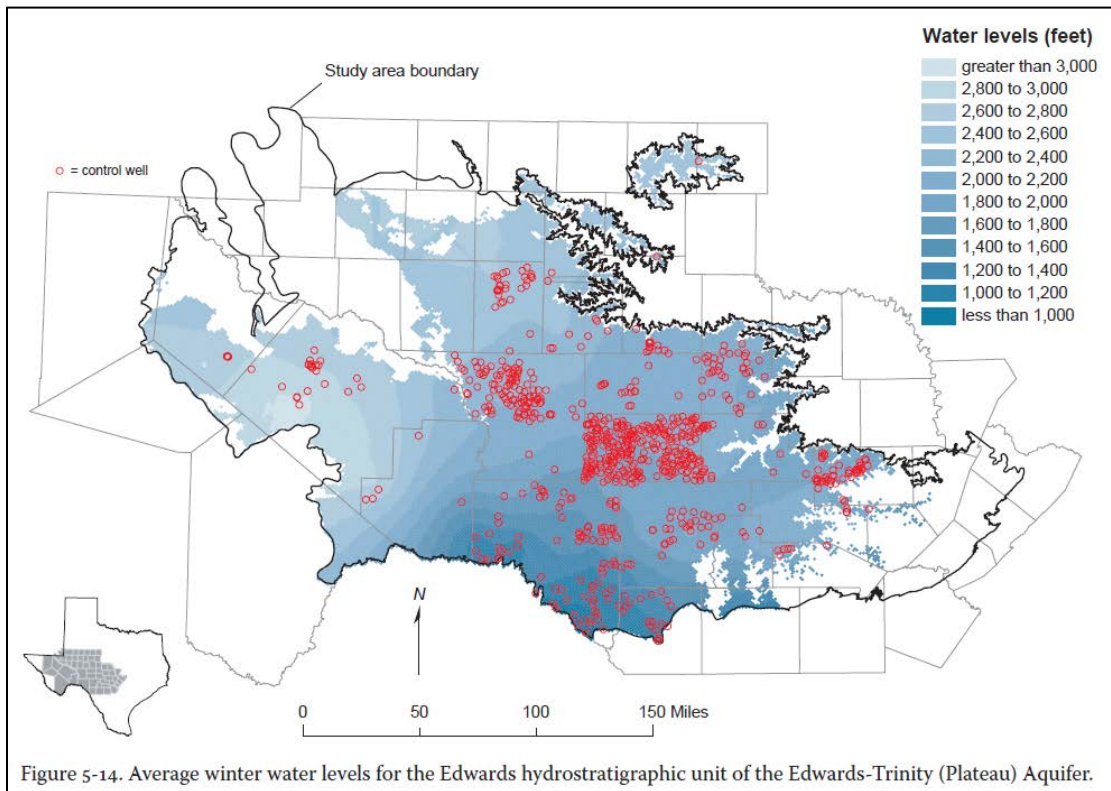 Study area boundary
Water levels (feet)
greater than 3,000
2,800 to 3,000
2,600 to 2,800
2,400 to 2,600
2,200 to 2,400
2,000 to 2,200
1,800 to 2,000
1,600 to 1,800
1,400 to 1,600
1,200 to 1,400
1,000 to 1,200
less than 1,000
= control well
N
0 50 100 150 Miles
Figure 5-14. Average winter water levels for the Edwards hydrostratigraphic unit of the Edwards-Trinity (Plateau) Aquifer.